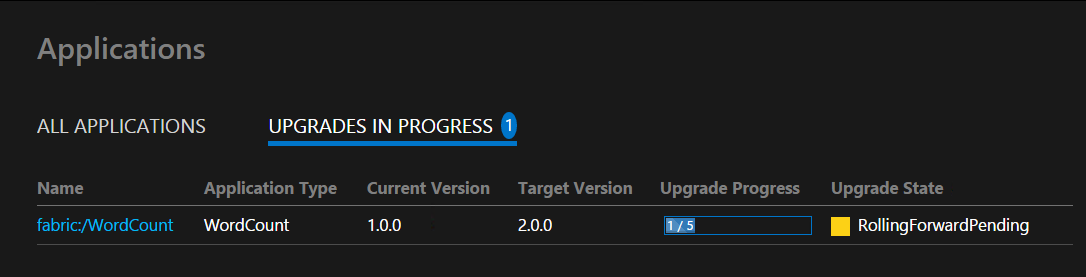 Applications
ALL APPLICATIONS UPGRADES IN PROGRESS 1
Name Application Type Current Version Target Version Upgrade Progress Upgrade State
fabric:/WordCount WordCount 1.0.0 2.0.0 1 / 5 RollingForwardPending